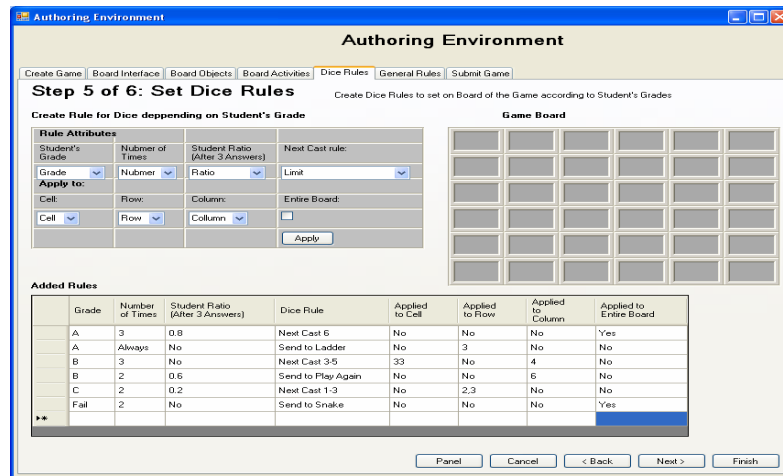 Authoring Environment
Authoring Environment
Create Game Board Interface Board Objects Board Activities Dice Rules General Rules Submit Game
Step 5 of 6: Set Dice Rules
Create Dice Rules to set on Board of the Game according to Student's Grades
Create Rule for Dice deppending on Student's Grade
Game Board
Rule Attributes
Student's Grade Nubmer of Times Student Ratio (After 3 Answers) Next Cast rule:
Grade Nubmer Ratio Limit
Apply to:
Cell: Row: Column: Entire Board:
Cell Row Collumn
Apply
Added Rules
Grade Number of Times Student Ratio (After 3 Answers) Dice Rule Applied to Cell Applied to Row Applied to Column Applied to Entire Board
A 3 0.8 Next Cast 6 No No No Yes
A Always No Send to Ladder No 3 No No
B 3 No Next Cast 3-5 33 No 4 No
B 2 0.6 Send to Play Again No No 6 No
C 2 0.2 Next Cast 1-3 No 2,3 No No
Fail 2 No Send to Snake No No No Yes
Panel Cancel < Back Next > Finish